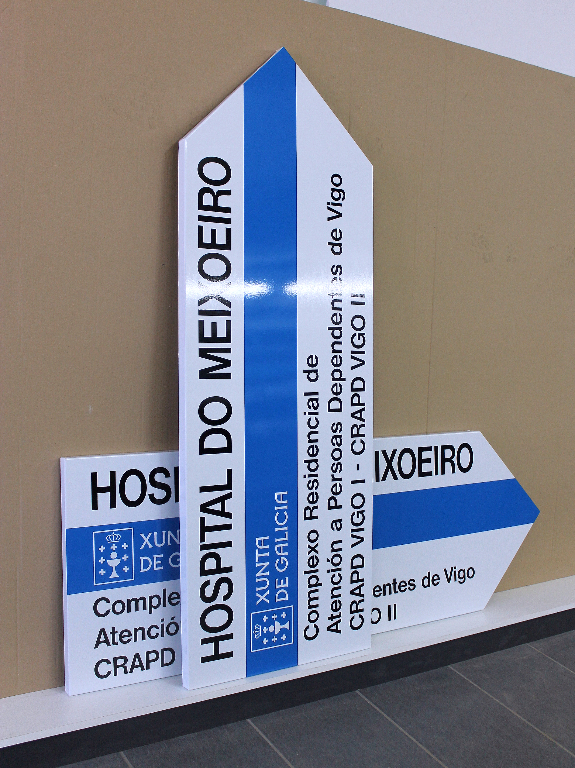 HOSPITAL DO MEIXOEIRO
XUNTA
DE GALICIA
Complexo Residencial de
Atención a Persoas Dependentes de Vigo
CRAPD VIGO I - CRAPD VIGO II
HOSPI
IXOEIRO
XUN
DE G
Comple
Atenció
entes de Vigo
CRAPD
O II